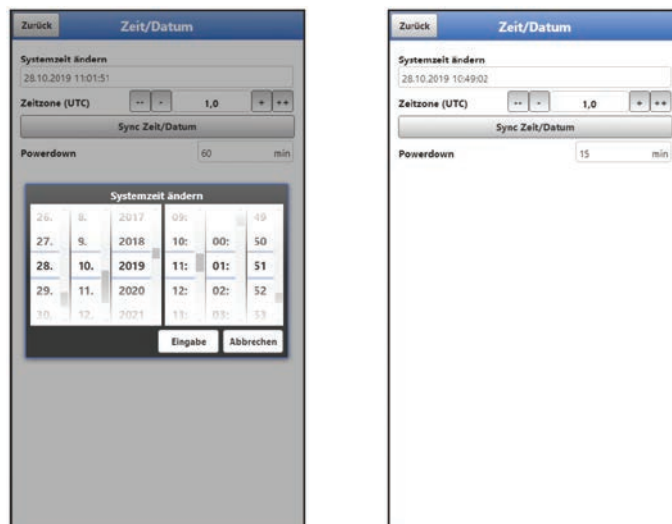 Zurück Zeit/Datum
Systemzeit ändern
28.10.2019 11:01:51
Zeitzone (UTC) -- - 1,0 + ++
Sync Zeit/Datum
Powerdown 60 min
Systemzeit ändern
26. 8. 2017 09: 49
27. 9. 2018 10: 00: 50
28. 10. 2019 11: 01: 51
29. 11. 2020 12: 02: 52
30. 12. 2021 13: 03: 53
Eingabe Abbrechen
Zurück Zeit/Datum
Systemzeit ändern
28.10.2019 10:49:02
Zeitzone (UTC) -- - 1,0 + ++
Sync Zeit/Datum
Powerdown 15 min